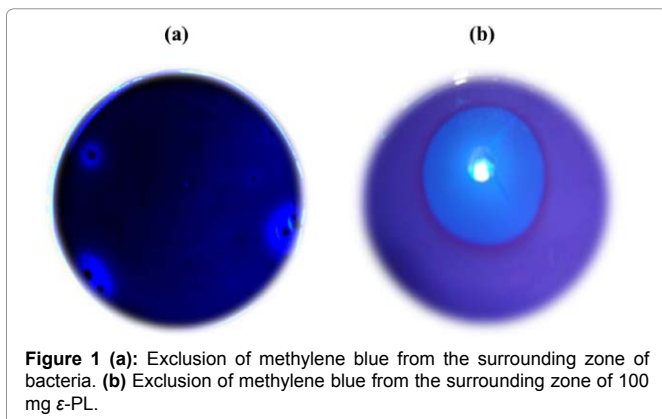 (a) (b)
Figure 1 (a): Exclusion of methylene blue from the surrounding zone of
bacteria. (b) Exclusion of methylene blue from the surrounding zone of 100
mg ε-PL.